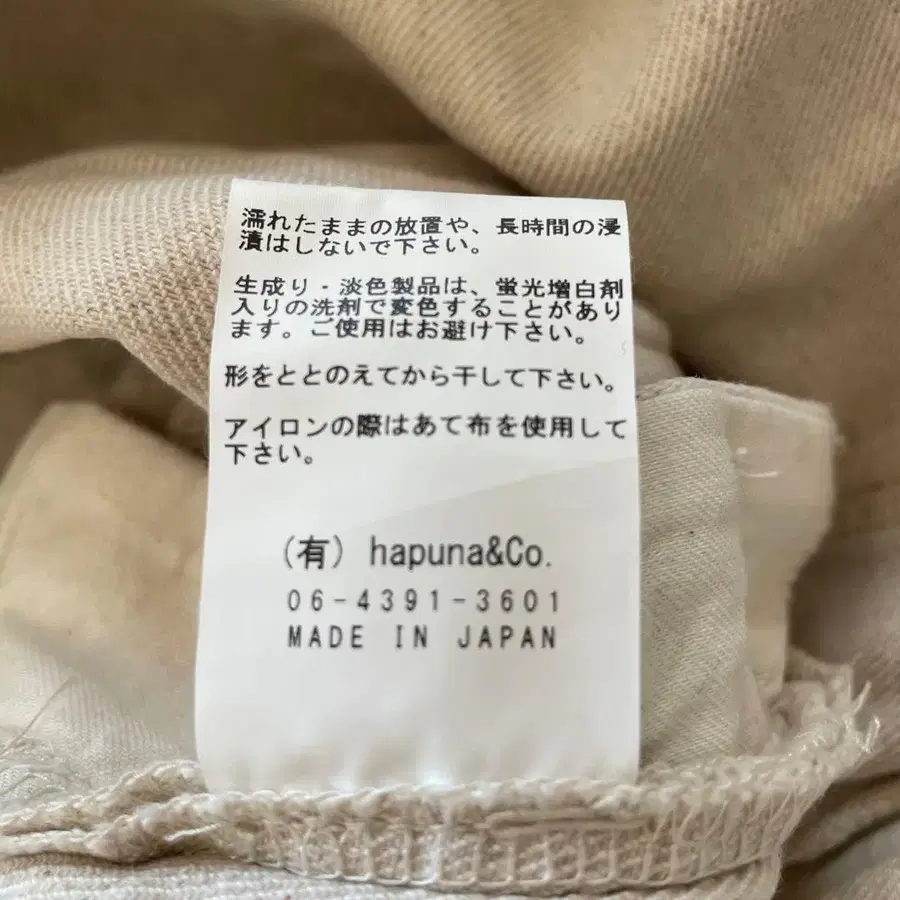 濡れたままの放置や、長時間の浸
漬はしないで下さい。
生成り・淡色製品は、蛍光増白剤
入りの洗剤で変色することがあり
ます。ご使用はお避け下さい。
形をととのえてから干して下さい。
アイロンの際はあて布を使用して
下さい。
(有) hapuna&Co.
06-4391-3601
MADE IN JAPAN